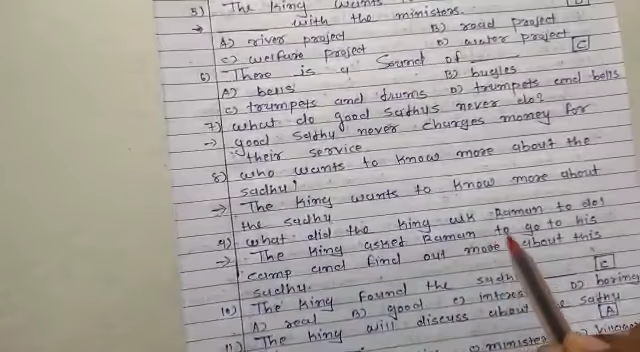 5) The king wants
with the ministers.
A) river project B) road project
C) welfare project D) water project
6) There is a sound of ______ [C]
A) bells B) bugles
C) trumpets and drums D) trumpets and bells
7) what do good sadhus never do?
→ good sadhu never charges money for
their service
8) who wants to know more about the
sadhu?
→ The king wants to know more about
the sadhu
9) what did the king ask Raman to do?
→ The king asked Raman to go to his
camp and find out more about this
sadhu.
10) The king found the sadhu [C]
A) real B) good C) interes D) boring
11) The king will discuss about the sadhu [A]
C) minister D) villager